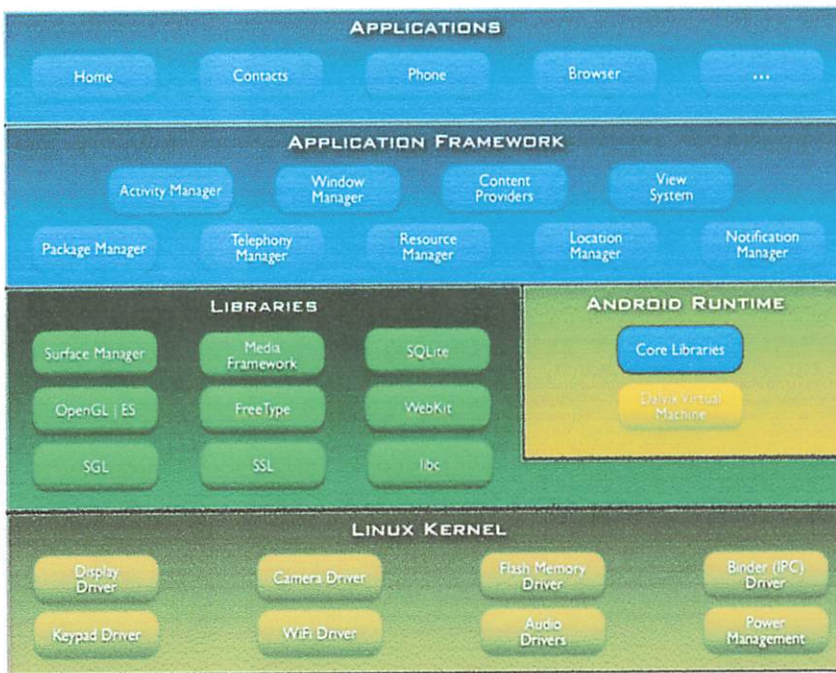 APPLICATIONS
Home
Contacts
Phone
Browser
...
APPLICATION FRAMEWORK
Activity Manager
Window
Manager
Content
Providers
View
System
Package Manager
Telephony
Manager
Resource
Manager
Location
Manager
Notification
Manager
LIBRARIES
Surface Manager
Media
Framework
SQLite
OpenGL | ES
FreeType
WebKit
SGL
SSL
libc
ANDROID RUNTIME
Core Libraries
Dalvik Virtual
Machine
LINUX KERNEL
Display
Driver
Camera Driver
Flash Memory
Driver
Binder (IPC)
Driver
Keypad Driver
WiFi Driver
Audio
Drivers
Power
Management